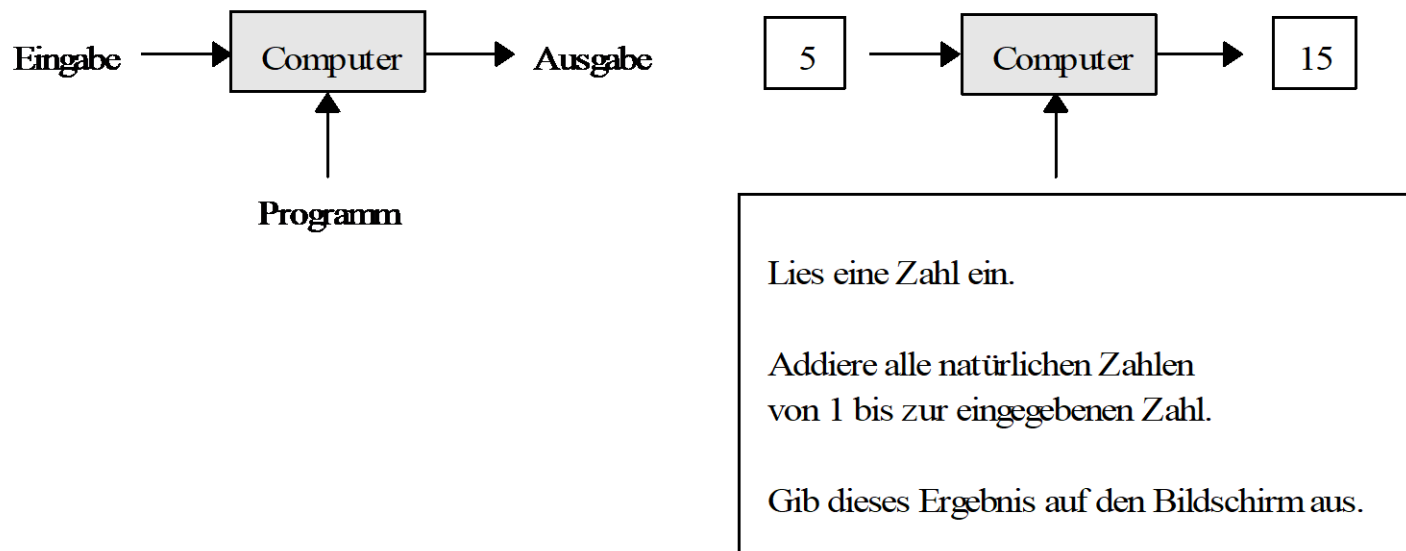 Eingabe
Computer
Ausgabe
Programm
5
Computer
15
Lies eine Zahl ein.
Addiere alle natürlichen Zahlen
von 1 bis zur eingegebenen Zahl.
Gib dieses Ergebnis auf den Bildschirm aus.